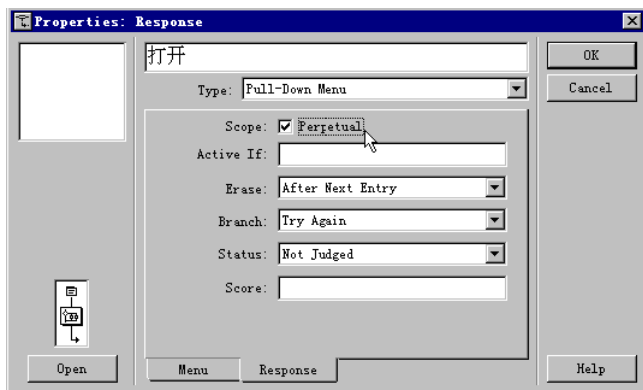 Properties: Response
打开
OK
Type: Pull-Down Menu
Cancel
Scope: Perpetual
Active If:
Erase: After Next Entry
Branch: Try Again
Status: Not Judged
Score:
Open
Menu
Response
Help